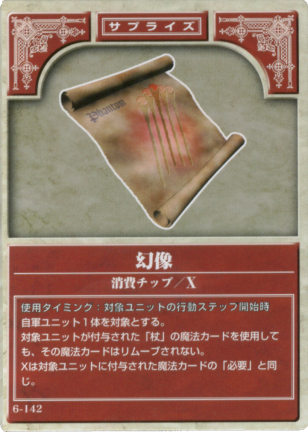 サプライズ
Phantom
幻像
消費チップ／X
使用タイミング：対象ユニットの行動ステップ開始時
自軍ユニット1体を対象とする。
対象ユニットが付与された「杖」の魔法カードを使用して
も、その魔法カードはリムーブされない。
Xは対象ユニットに付与された魔法カードの「必要」と同
じ。
6-142